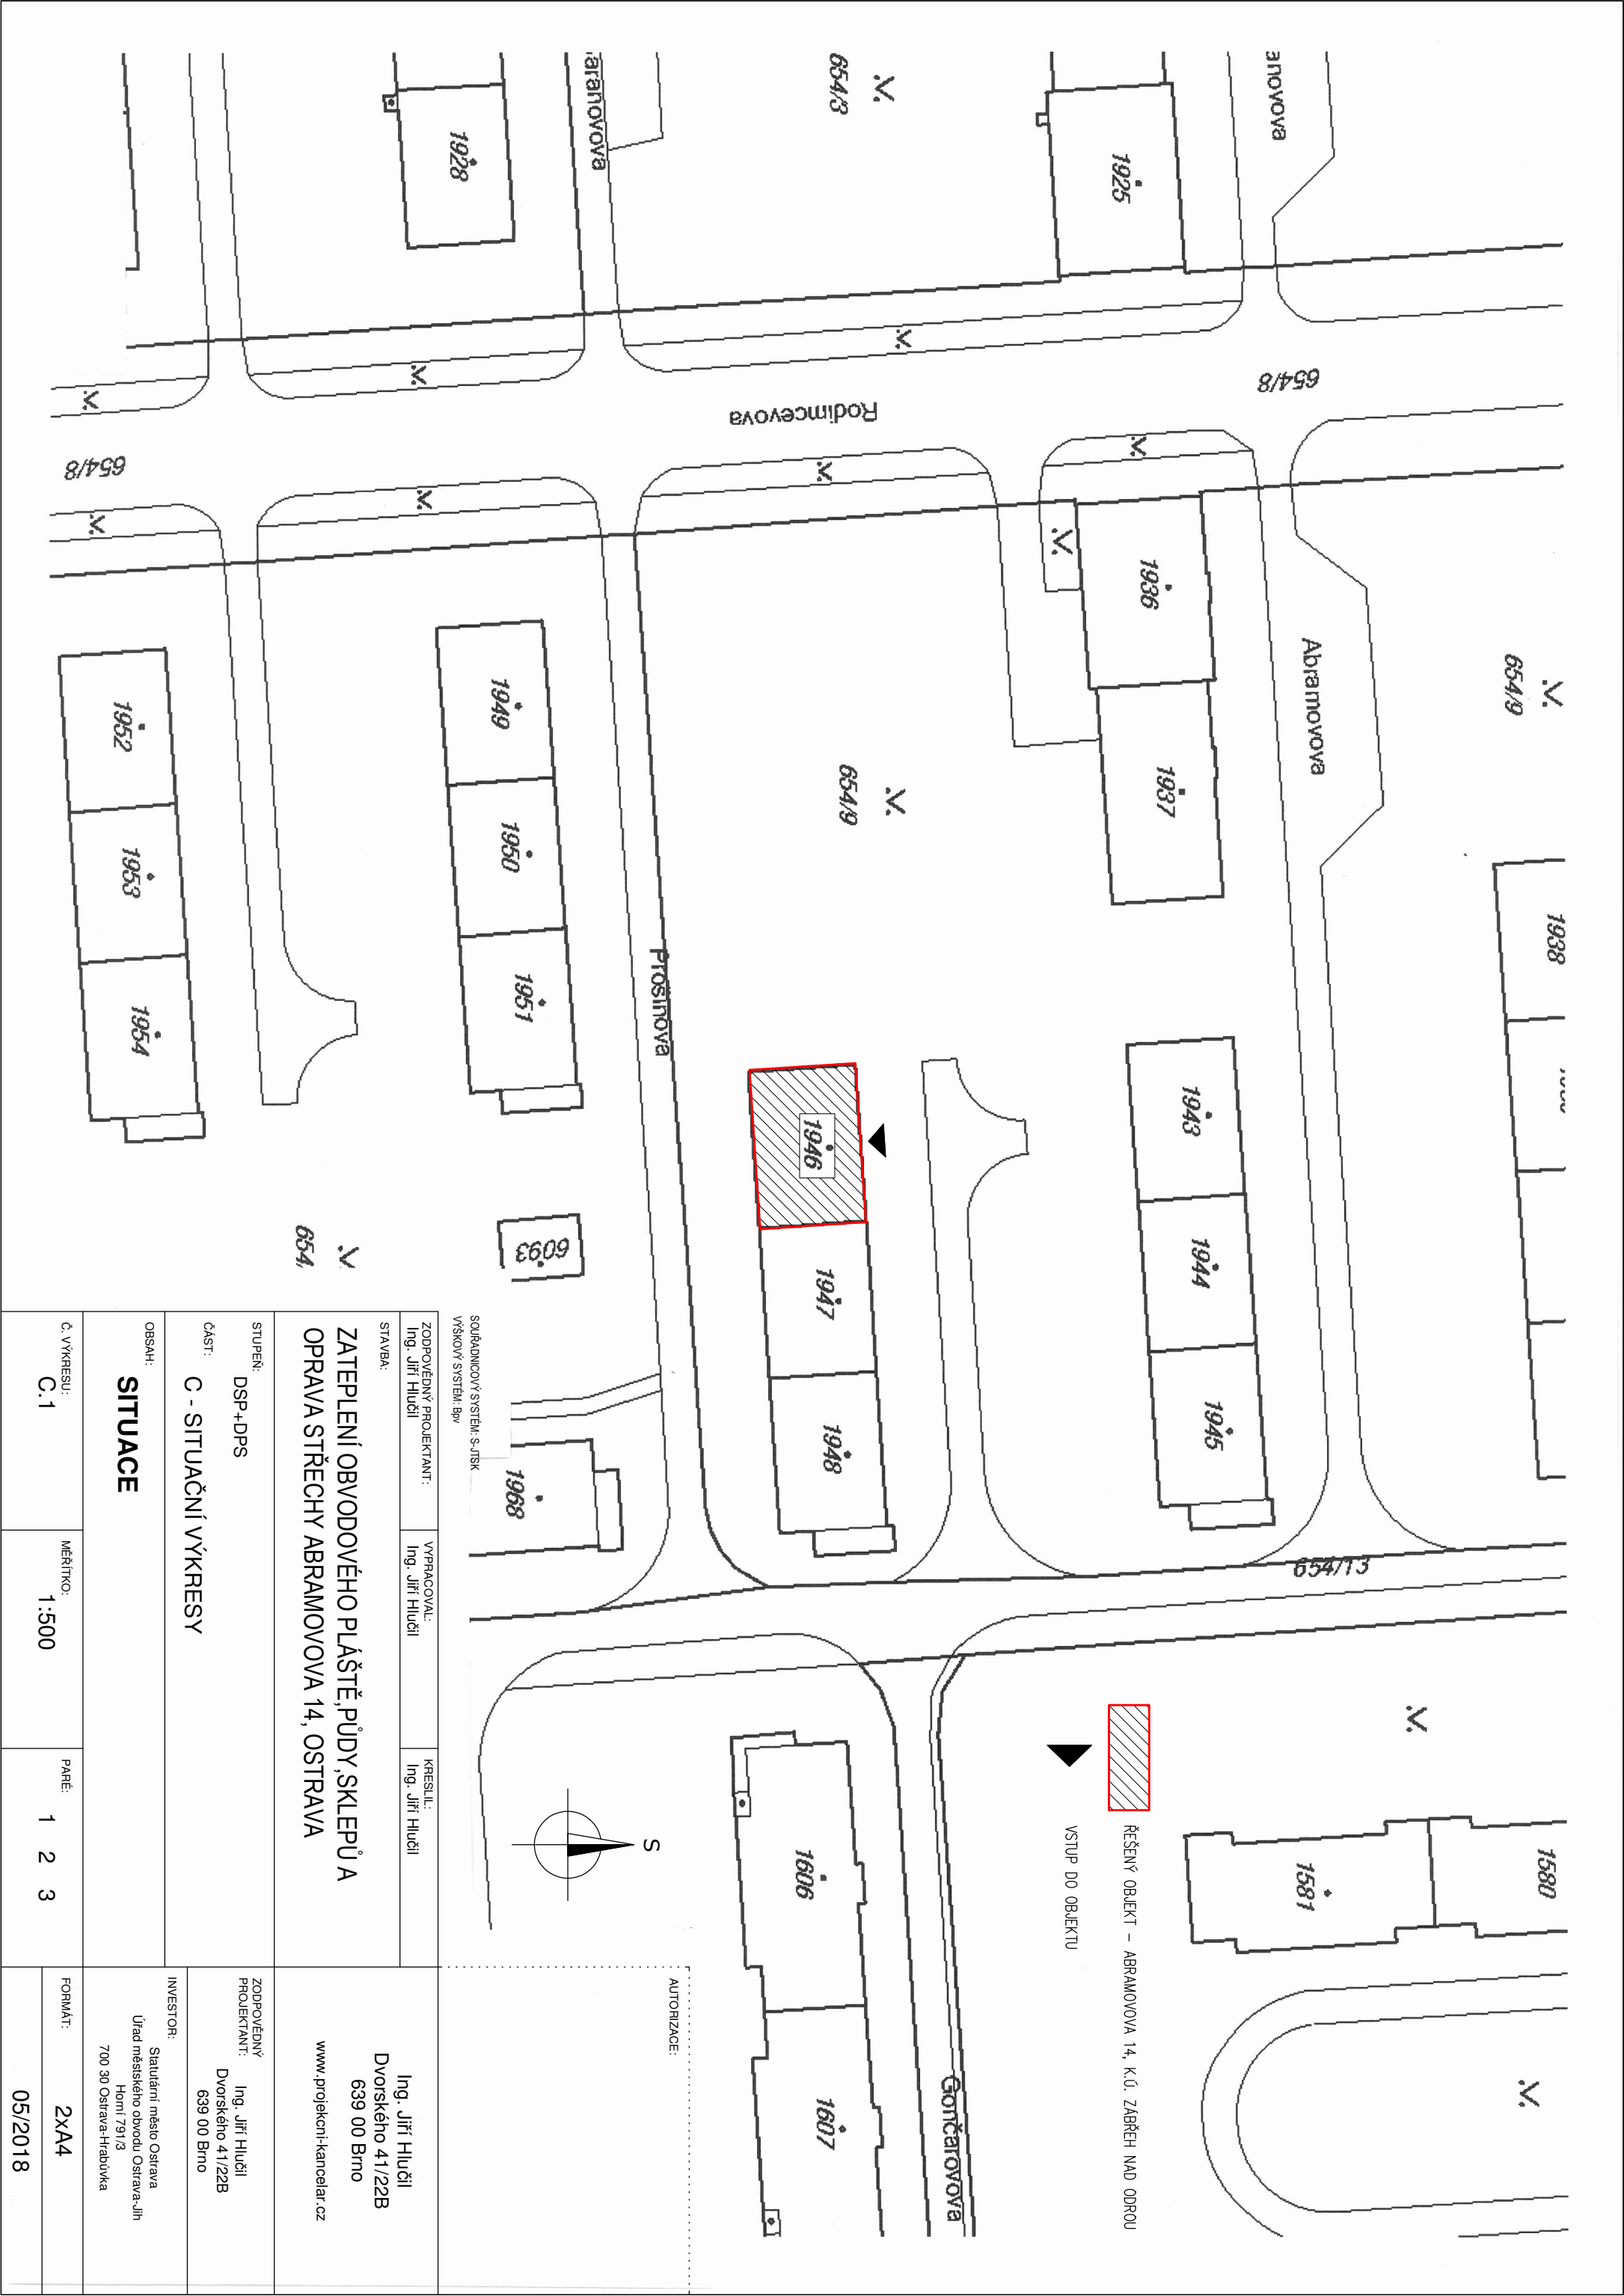 654/9
1938
Abramovova
anovova
654/8
654/13
1580
1581
1925
1936
1937
1943
1944
1945
654/3
654/9
Rodimcevova
1946
1947
1948
Gončarovova
1606
1607
aranovova
Prošinova
1928
1949
1950
1951
6093
1968
654,
654/8
1952
1953
1954
ŘEŠENÝ OBJEKT – ABRAMOVOVA 14, K.Ú. ZÁBŘEH NAD ODROU
VSTUP DO OBJEKTU
S
AUTORIZACE:
SOUŘADNICOVÝ SYSTÉM: S-JTSK
VÝŠKOVÝ SYSTÉM: Bpv
ZODPOVĚDNÝ PROJEKTANT:
Ing. Jiří Hlučil
VYPRACOVAL:
Ing. Jiří Hlučil
KRESLIL:
Ing. Jiří Hlučil
Ing. Jiří Hlučil
Dvorského 41/22B
639 00 Brno
www.projekcni-kancelar.cz
STAVBA:
ZATEPLENÍ OBVODOVÉHO PLÁŠTĚ,PŮDY,SKLEPŮ A
OPRAVA STŘECHY ABRAMOVOVA 14, OSTRAVA
STUPEŇ:
DSP+DPS
ČÁST:
C - SITUAČNÍ VÝKRESY
ZODPOVĚDNÝ
PROJEKTANT:
Ing. Jiří Hlučil
Dvorského 41/22B
639 00 Brno
OBSAH:
SITUACE
INVESTOR:
Statutární město Ostrava
Úřad městského obvodu Ostrava-Jih
Horní 791/3
700 30 Ostrava-Hrabůvka
Č. VÝKRESU:
C.1
MĚŘÍTKO:
1:500
PARÉ:
1 2 3
FORMÁT:
2xA4
05/2018